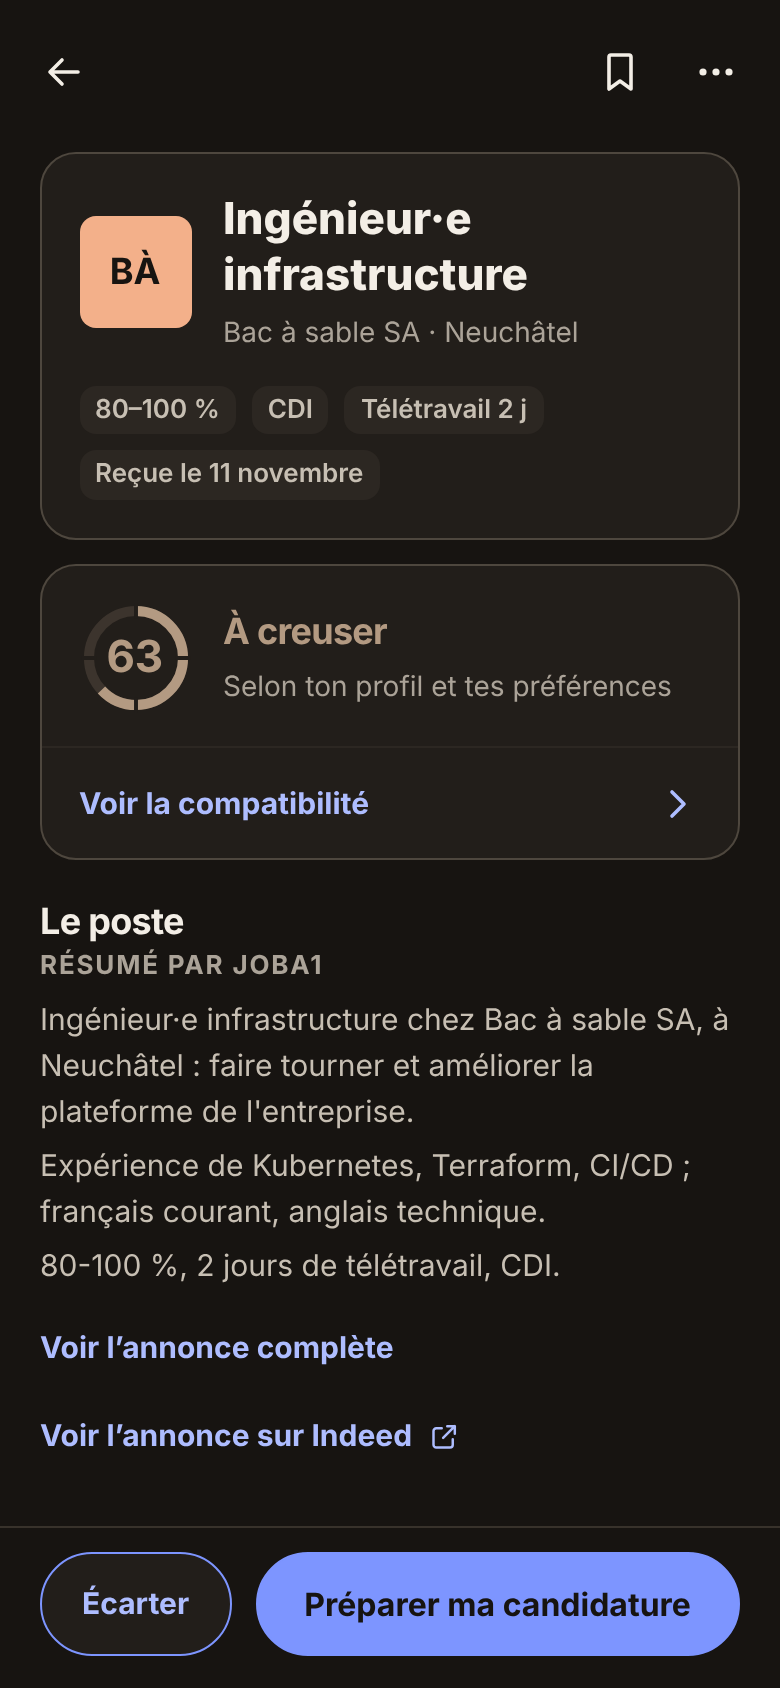 BÀ
Ingénieur·e
infrastructure
Bac à sable SA · Neuchâtel
80–100 %
CDI
Télétravail 2 j
Reçue le 11 novembre
63
À creuser
Selon ton profil et tes préférences
Voir la compatibilité
Le poste
RÉSUMÉ PAR JOBA1
Ingénieur·e infrastructure chez Bac à sable SA, à
Neuchâtel : faire tourner et améliorer la
plateforme de l'entreprise.
Expérience de Kubernetes, Terraform, CI/CD ;
français courant, anglais technique.
80-100 %, 2 jours de télétravail, CDI.
Voir l’annonce complète
Voir l’annonce sur Indeed
Écarter
Préparer ma candidature